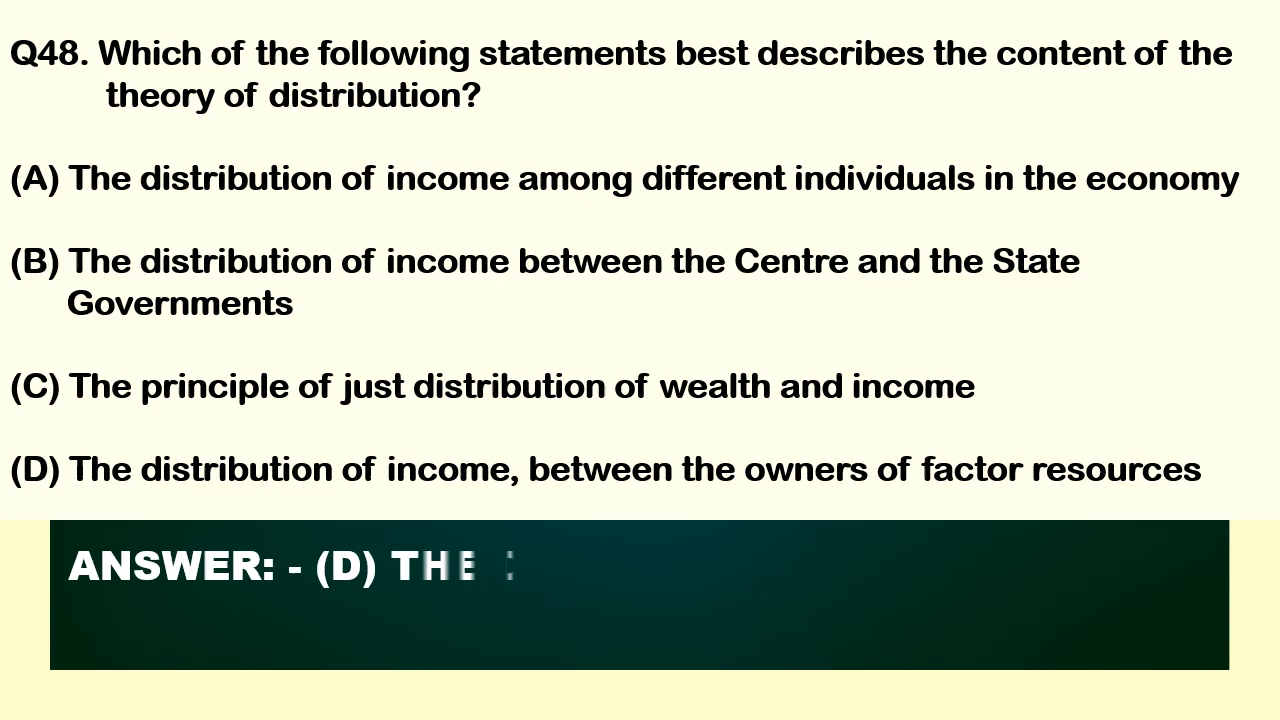 Q48. Which of the following statements best describes the content of the
theory of distribution?
(A) The distribution of income among different individuals in the economy
(B) The distribution of income between the Centre and the State
Governments
(C) The principle of just distribution of wealth and income
(D) The distribution of income, between the owners of factor resources
ANSWER: - (D) THE